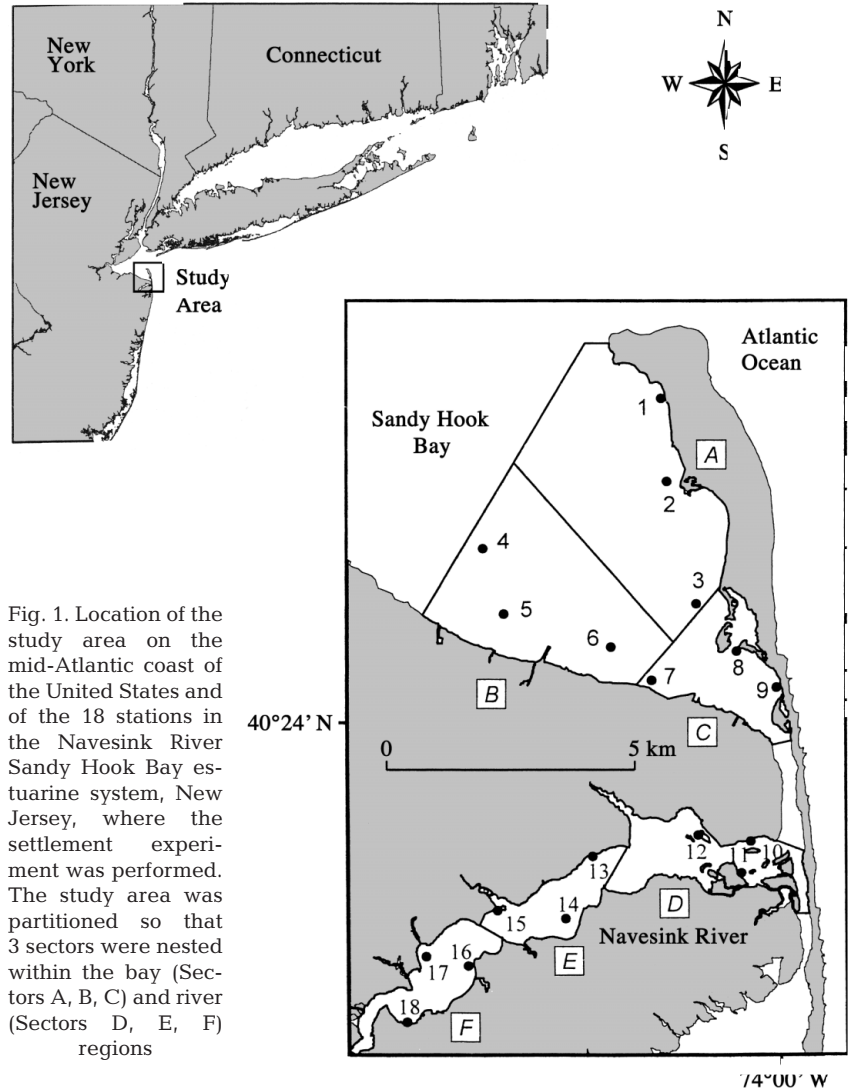 New
York
Connecticut
New
Jersey
Study
Area
N
W
E
S
Atlantic
Ocean
Sandy Hook
Bay
1
A
2
3
4
5
6
7
8
9
B
C
40°24' N
0
5 km
10
11
12
13
14
15
16
17
18
D
E
F
Navesink River
74°00' W
Fig. 1. Location of the
study area on the
mid-Atlantic coast of
the United States and
of the 18 stations in
the Navesink River
Sandy Hook Bay es-
tuarine system, New
Jersey, where the
settlement experi-
ment was performed.
The study area was
partitioned so that
3 sectors were nested
within the bay (Sec-
tors A, B, C) and river
(Sectors D, E, F)
regions